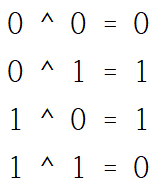 0 ^ 0 = 0
0 ^ 1 = 1
1 ^ 0 = 1
1 ^ 1 = 0